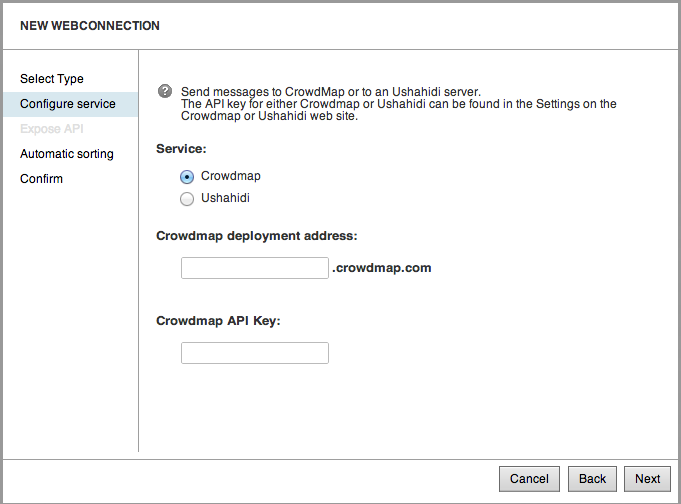 NEW WEBCONNECTION
Select Type
Configure service
Expose API
Automatic sorting
Confirm
? Send messages to CrowdMap or to an Ushahidi server.
The API key for either Crowdmap or Ushahidi can be found in the Settings on the
Crowdmap or Ushahidi web site.
Service:
Crowdmap
Ushahidi
Crowdmap deployment address:
.crowdmap.com
Crowdmap API Key:
Cancel Back Next